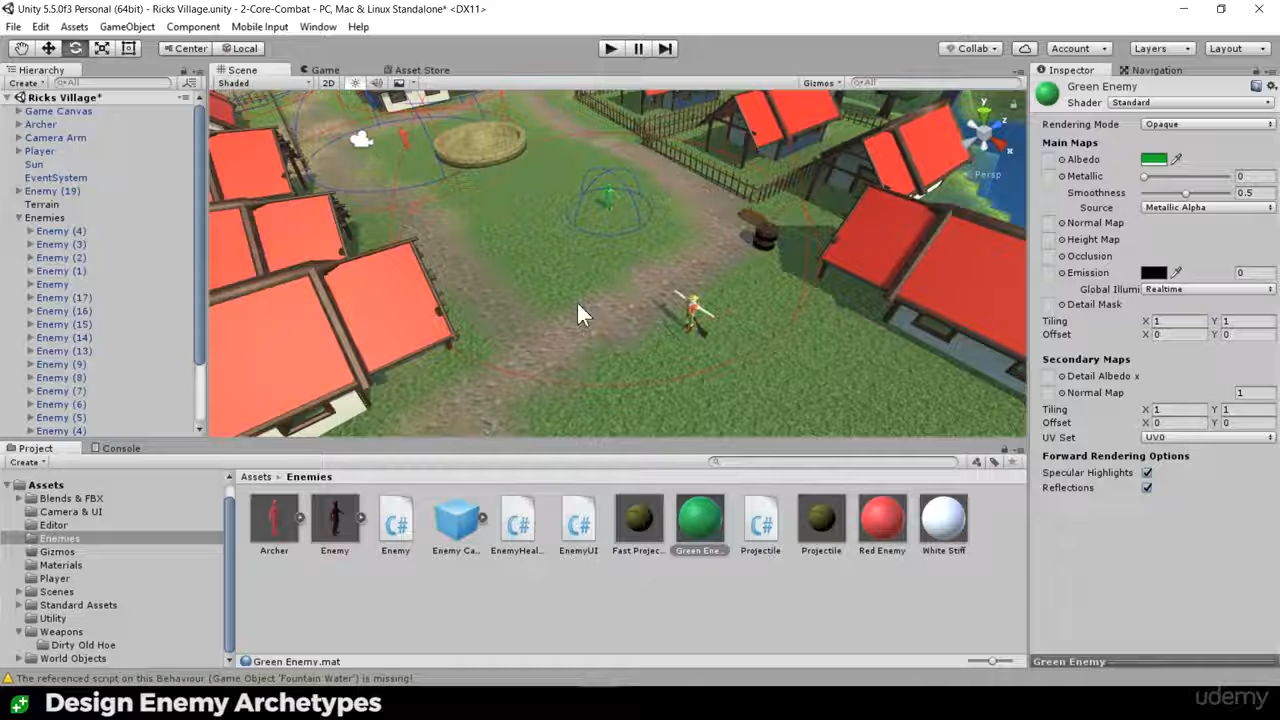 Unity 5.5.0f3 Personal (64bit) - Ricks Village.unity - 2-Core-Combat - PC, Mac & Linux Standalone* <DX11>
File Edit Assets GameObject Component Mobile Input Window Help
Center Local Collab Account Layers Layout
Hierarchy Scene Game Asset Store Inspector Navigation
Create All Shaded 2D Gizmos All
Ricks Village*
Game Canvas
Archer
Camera Arm
Player
Sun
EventSystem
Enemy (19)
Terrain
Enemies
Enemy (4)
Enemy (3)
Enemy (2)
Enemy (1)
Enemy
Enemy (17)
Enemy (16)
Enemy (15)
Enemy (14)
Enemy (13)
Enemy (9)
Enemy (8)
Enemy (7)
Enemy (6)
Enemy (5)
Enemy (4)
y
z
x
Persp
Green Enemy
Shader Standard
Rendering Mode Opaque
Main Maps
Albedo
Metallic 0
Smoothness 0.5
Source Metallic Alpha
Normal Map
Height Map
Occlusion
Emission 0
Global Illumi Realtime
Detail Mask
Tiling X 1 Y 1
Offset X 0 Y 0
Secondary Maps
Detail Albedo x
Normal Map 1
Tiling X 1 Y 1
Offset X 0 Y 0
UV Set UV0
Forward Rendering Options
Specular Highlights
Reflections
Green Enemy
Project Console
Create
Assets
Blends & FBX
Camera & UI
Editor
Enemies
Gizmos
Materials
Player
Scenes
Standard Assets
Utility
Weapons
Dirty Old Hoe
World Objects
Assets Enemies
C# C# C# C#
Archer Enemy Enemy Enemy Ca... EnemyHeal... EnemyUI Fast Projec... Green Ene... Projectile Projectile Red Enemy White Stiff
Green Enemy.mat
The referenced script on this Behaviour (Game Object 'Fountain Water') is missing!
Design Enemy Archetypes
udemy